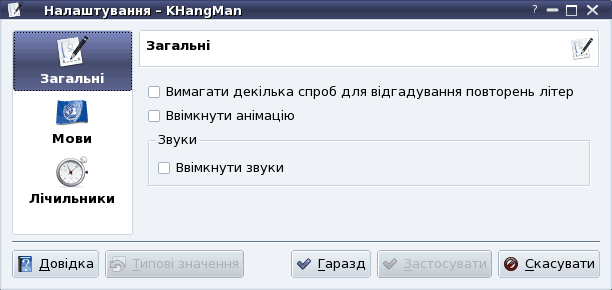 Налаштування – KHangMan
?
Загальні
Мови
Лічильники
Загальні
Вимагати декілька спроб для відгадування повторень літер
Ввімкнути анімацію
Звуки
Ввімкнути звуки
Довідка
Типові значення
Гаразд
Застосувати
Скасувати